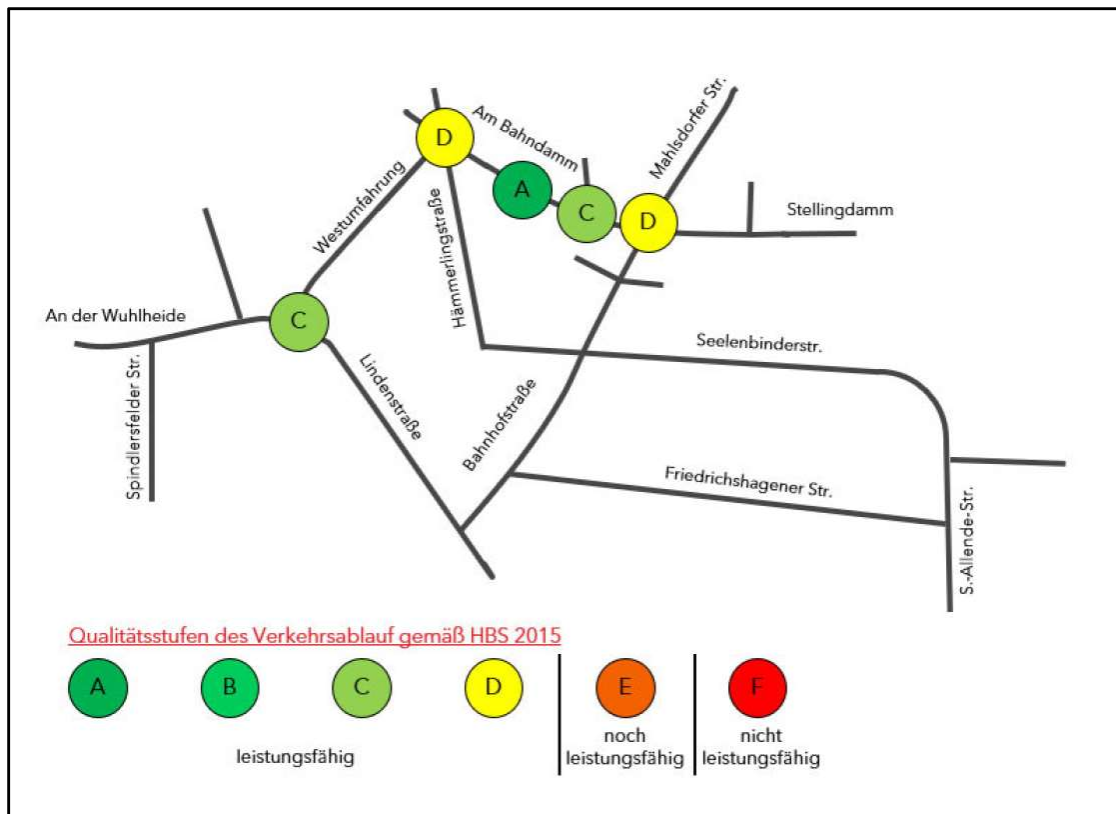 Am Bahndamm
Mahlsdorfer Str.
D
A
C
D
Westumfahrung
Hämmerlingstraße
Stellingdamm
An der Wuhlheide
C
Seelenbinderstr.
Spindlersfelder Str.
Lindenstraße
Bahnhofstraße
Friedrichshagener Str.
S.-Allende-Str.
Qualitätsstufen des Verkehrsablauf gemäß HBS 2015
A
B
C
D
E
F
leistungsfähig
noch
leistungsfähig
nicht
leistungsfähig